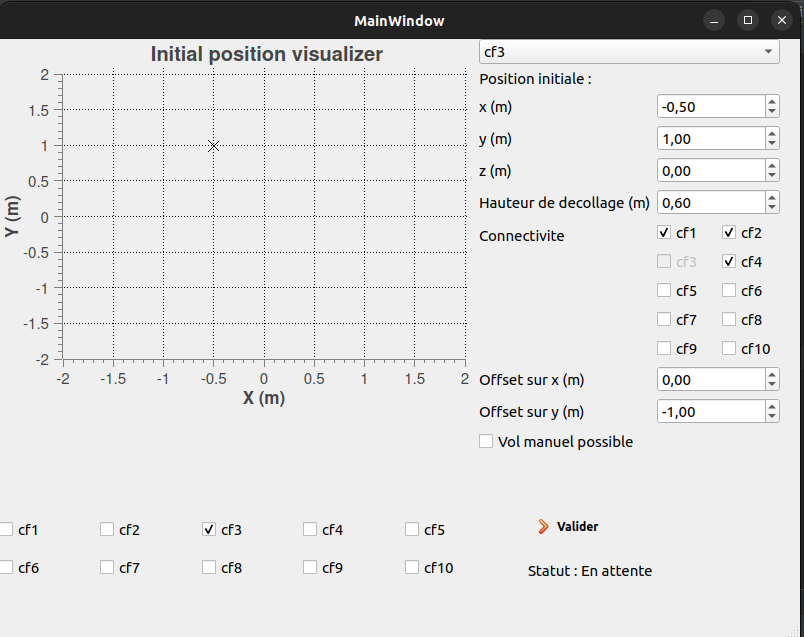 MainWindow
Initial position visualizer
2
1.5
1
0.5
0
-0.5
-1
-1.5
-2
Y (m)
-2 -1.5 -1 -0.5 0 0.5 1 1.5 2
X (m)
cf3
Position initiale :
x (m) -0,50
y (m) 1,00
z (m) 0,00
Hauteur de decollage (m) 0,60
Connectivite
cf1 cf2
cf3 cf4
cf5 cf6
cf7 cf8
cf9 cf10
Offset sur x (m) 0,00
Offset sur y (m) -1,00
Vol manuel possible
cf1 cf2 cf3 cf4 cf5
cf6 cf7 cf8 cf9 cf10
Valider
Statut : En attente